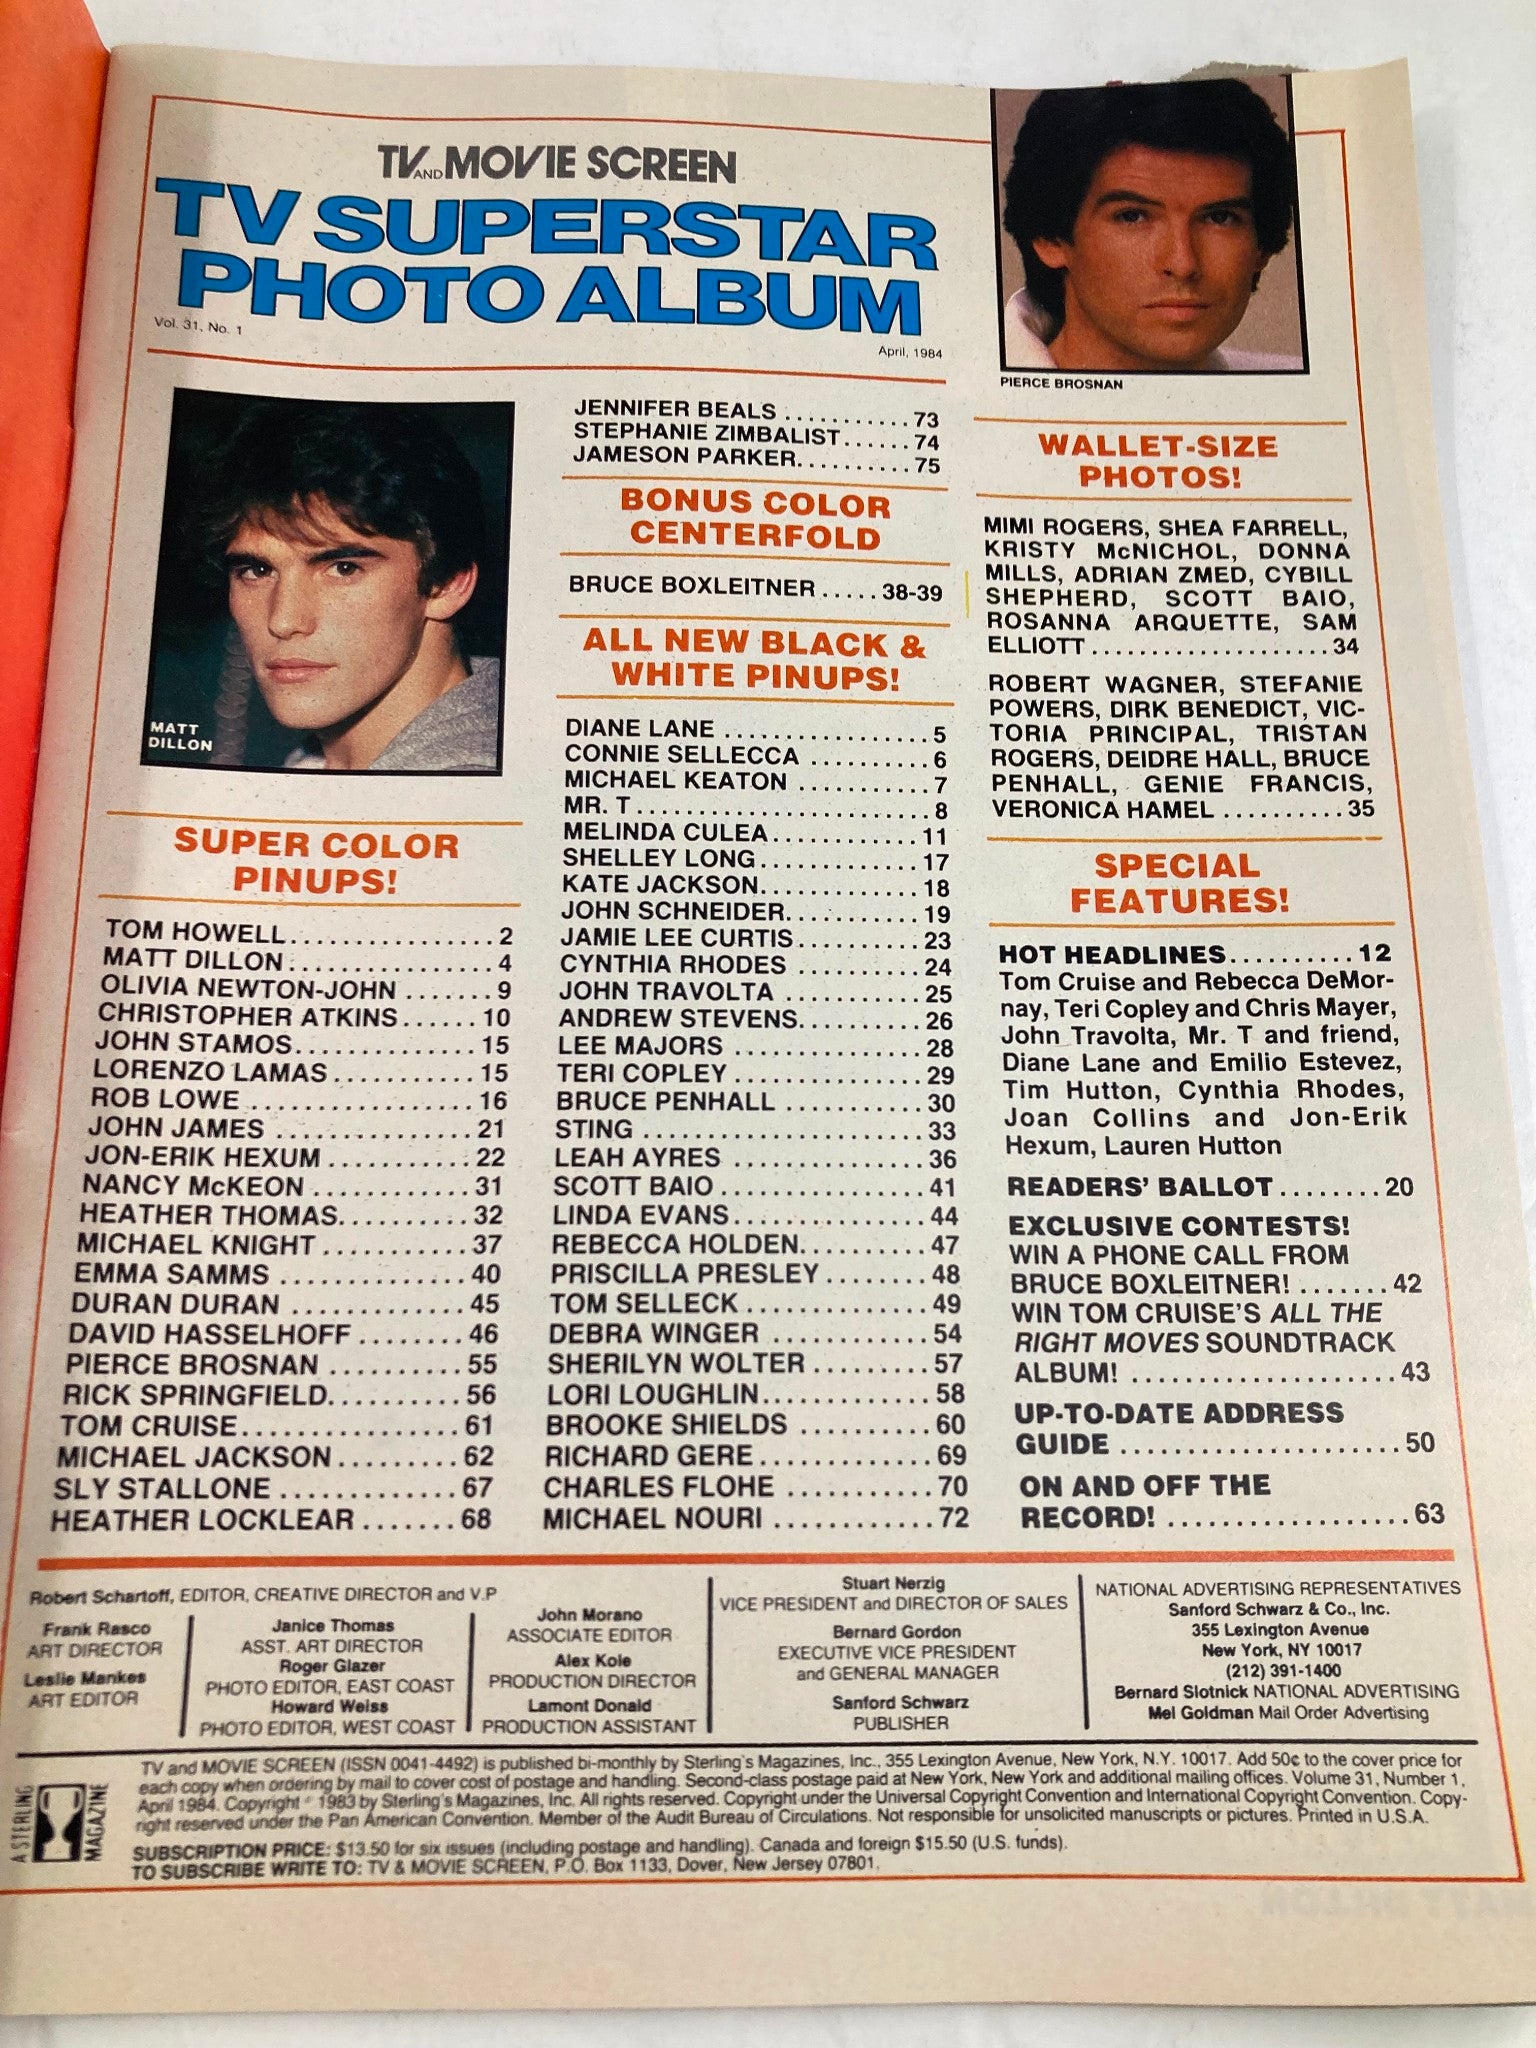 TV AND MOVIE SCREEN
TV SUPERSTAR
PHOTO ALBUM
Vol. 31, No. 1
April, 1984
PIERCE BROSNAN
MATT
DILLON
SUPER COLOR
PINUPS!
TOM HOWELL................2
MATT DILLON................4
OLIVIA NEWTON-JOHN .......9
CHRISTOPHER ATKINS......10
JOHN STAMOS..............15
LORENZO LAMAS...........15
ROB LOWE.................16
JOHN JAMES ...............21
JON-ERIK HEXUM...........22
NANCY McKEON ............31
HEATHER THOMAS..........32
MICHAEL KNIGHT...........37
EMMA SAMMS ..............40
DURAN DURAN .............45
DAVID HASSELHOFF ........46
PIERCE BROSNAN ..........55
RICK SPRINGFIELD..........56
TOM CRUISE................61
MICHAEL JACKSON.........62
SLY STALLONE .............67
HEATHER LOCKLEAR .......68
JENNIFER BEALS ...........73
STEPHANIE ZIMBALIST......74
JAMESON PARKER..........75
BONUS COLOR
CENTERFOLD
BRUCE BOXLEITNER .....38-39
ALL NEW BLACK &
WHITE PINUPS!
DIANE LANE ................5
CONNIE SELLECCA ..........6
MICHAEL KEATON ...........7
MR. T.......................8
MELINDA CULEA............11
SHELLEY LONG.............17
KATE JACKSON.............18
JOHN SCHNEIDER...........19
JAMIE LEE CURTIS..........23
CYNTHIA RHODES ..........24
JOHN TRAVOLTA ...........25
ANDREW STEVENS..........26
LEE MAJORS ...............28
TERI COPLEY...............29
BRUCE PENHALL ...........30
STING .....................33
LEAH AYRES ...............36
SCOTT BAIO................41
LINDA EVANS...............44
REBECCA HOLDEN..........47
PRISCILLA PRESLEY........48
TOM SELLECK..............49
DEBRA WINGER ............54
SHERILYN WOLTER.........57
LORI LOUGHLIN.............58
BROOKE SHIELDS ..........60
RICHARD GERE.............69
CHARLES FLOHE ...........70
MICHAEL NOURI ............72
WALLET-SIZE
PHOTOS!
MIMI ROGERS, SHEA FARRELL,
KRISTY McNICHOL, DONNA
MILLS, ADRIAN ZMED, CYBILL
SHEPHERD, SCOTT BAIO,
ROSANNA ARQUETTE, SAM
ELLIOTT.....................34
ROBERT WAGNER, STEFANIE
POWERS, DIRK BENEDICT, VIC-
TORIA PRINCIPAL, TRISTAN
ROGERS, DEIDRE HALL, BRUCE
PENHALL, GENIE FRANCIS,
VERONICA HAMEL ..........35
SPECIAL
FEATURES!
HOT HEADLINES..........12
Tom Cruise and Rebecca DeMor-
nay, Teri Copley and Chris Mayer,
John Travolta, Mr. T and friend,
Diane Lane and Emilio Estevez,
Tim Hutton, Cynthia Rhodes,
Joan Collins and Jon-Erik
Hexum, Lauren Hutton
READERS' BALLOT........20
EXCLUSIVE CONTESTS!
WIN A PHONE CALL FROM
BRUCE BOXLEITNER! .......42
WIN TOM CRUISE'S ALL THE
RIGHT MOVES SOUNDTRACK
ALBUM! ....................43
UP-TO-DATE ADDRESS
GUIDE .....................50
ON AND OFF THE
RECORD! ..................63
Robert Schartoff, EDITOR, CREATIVE DIRECTOR and V.P
Frank Rasco
ART DIRECTOR
Leslie Mankes
ART EDITOR
Janice Thomas
ASST. ART DIRECTOR
Roger Glazer
PHOTO EDITOR, EAST COAST
Howard Weiss
PHOTO EDITOR, WEST COAST
John Morano
ASSOCIATE EDITOR
Alex Kole
PRODUCTION DIRECTOR
Lamont Donald
PRODUCTION ASSISTANT
Stuart Nerzig
VICE PRESIDENT and DIRECTOR OF SALES
Bernard Gordon
EXECUTIVE VICE PRESIDENT
and GENERAL MANAGER
Sanford Schwarz
PUBLISHER
NATIONAL ADVERTISING REPRESENTATIVES
Sanford Schwarz & Co., Inc.
355 Lexington Avenue
New York, NY 10017
(212) 391-1400
Bernard Slotnick NATIONAL ADVERTISING
Mel Goldman Mail Order Advertising
A STERLING
MAGAZINE
TV and MOVIE SCREEN (ISSN 0041-4492) is published bi-monthly by Sterling's Magazines, Inc., 355 Lexington Avenue, New York, N.Y. 10017. Add 50¢ to the cover price for
each copy when ordering by mail to cover cost of postage and handling. Second-class postage paid at New York, New York and additional mailing offices. Volume 31, Number 1,
April 1984. Copyright © 1983 by Sterling's Magazines, Inc. All rights reserved. Copyright under the Universal Copyright Convention and International Copyright Convention. Copy-
right reserved under the Pan American Convention. Member of the Audit Bureau of Circulations. Not responsible for unsolicited manuscripts or pictures. Printed in U.S.A.
SUBSCRIPTION PRICE: $13.50 for six issues (including postage and handling). Canada and foreign $15.50 (U.S. funds).
TO SUBSCRIBE WRITE TO: TV & MOVIE SCREEN, P.O. Box 1133, Dover, New Jersey 07801.